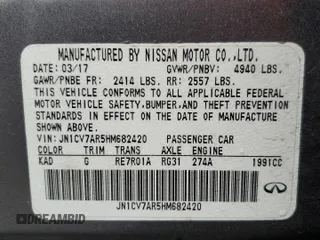 MANUFACTURED BY NISSAN MOTOR CO.,LTD.
DATE: 03/17 GVWR/PNBV: 4940 LBS.
GAWR/PNBE FR: 2414 LBS. RR: 2557 LBS.
THIS VEHICLE CONFORMS TO ALL APPLICABLE FEDERAL
MOTOR VEHICLE SAFETY,BUMPER,AND THEFT PREVENTION
STANDARDS IN EFFECT ON THE DATE OF MANUFACTURE
SHOWN ABOVE.
VIN: JN1CV7AR5HM682420 PASSENGER CAR
COLOR TRIM TRANS AXLE ENGINE
KAD G RE7R01A RG31 274A 1991CC
JN1CV7AR5HM682420
INFINITI
© DREAMBID